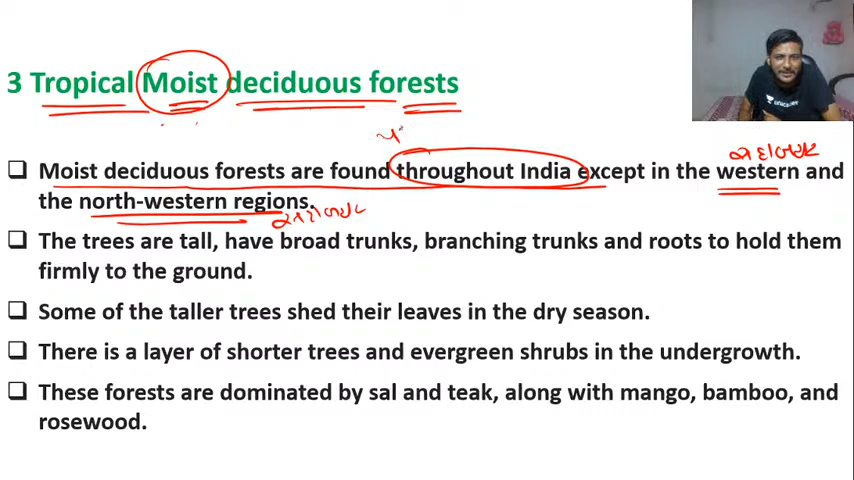 3 Tropical Moist deciduous forests
❑ Moist deciduous forests are found throughout India except in the western and
the north-western regions.
❑ The trees are tall, have broad trunks, branching trunks and roots to hold them
firmly to the ground.
❑ Some of the taller trees shed their leaves in the dry season.
❑ There is a layer of shorter trees and evergreen shrubs in the undergrowth.
❑ These forests are dominated by sal and teak, along with mango, bamboo, and
rosewood.